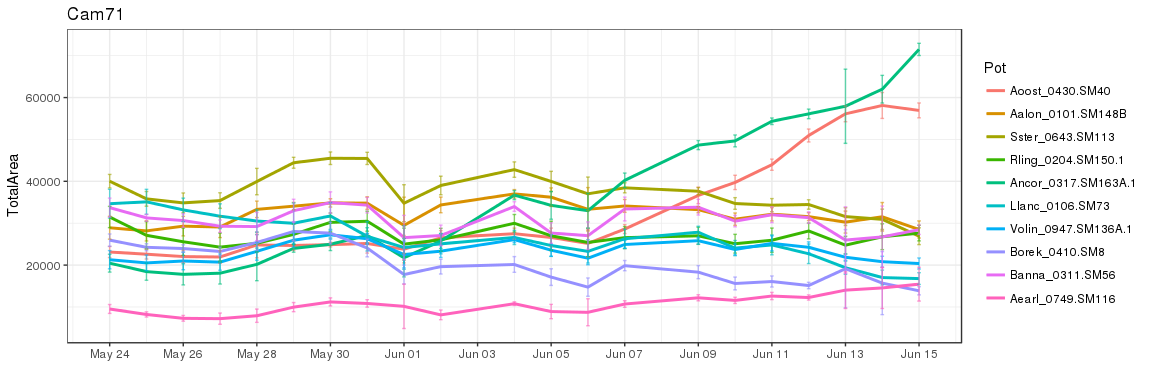 Cam71
TotalArea
60000
40000
20000
May 24 May 26 May 28 May 30 Jun 01 Jun 03 Jun 05 Jun 07 Jun 09 Jun 11 Jun 13 Jun 15
Pot
Aoost_0430.SM40
Aalon_0101.SM148B
Sster_0643.SM113
Rling_0204.SM150.1
Ancor_0317.SM163A.1
Llanc_0106.SM73
Volin_0947.SM136A.1
Borek_0410.SM8
Banna_0311.SM56
Aearl_0749.SM116